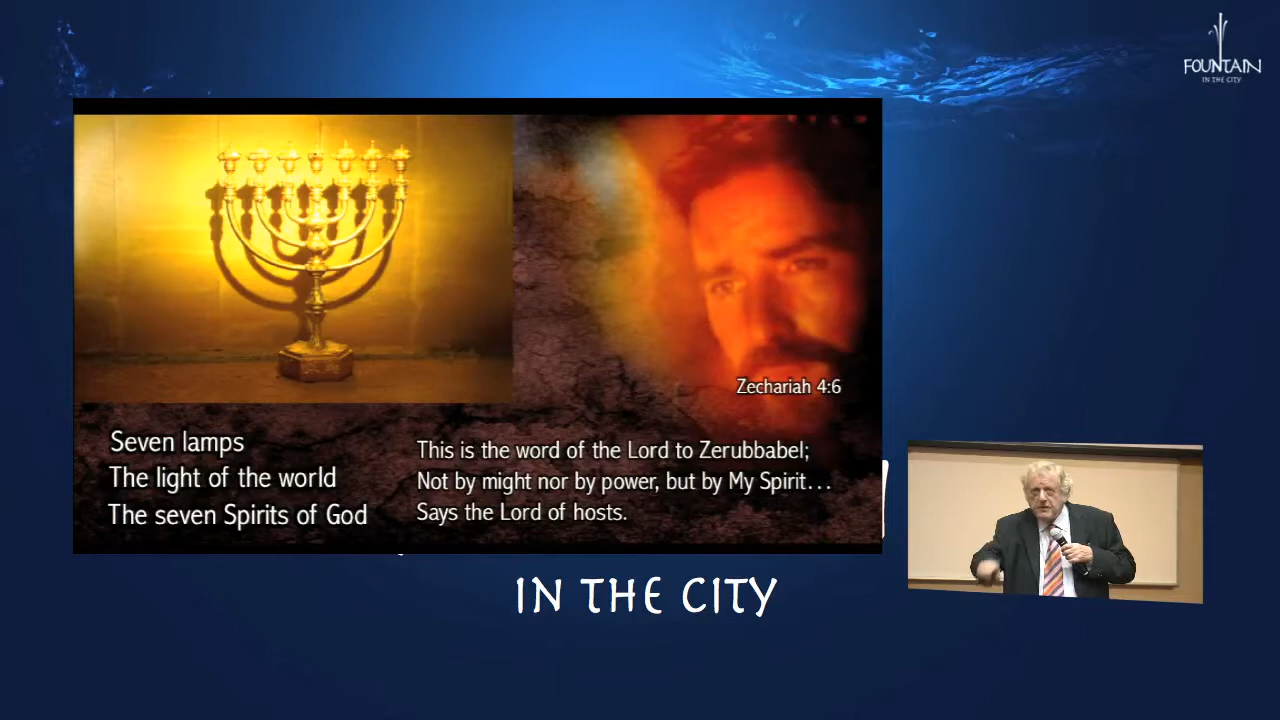 FOUNTAIN
IN THE CITY
Zechariah 4:6
Seven lamps
The light of the world
The seven Spirits of God
This is the word of the Lord to Zerubbabel;
Not by might nor by power, but by My Spirit...
Says the Lord of hosts.
IN THE CITY